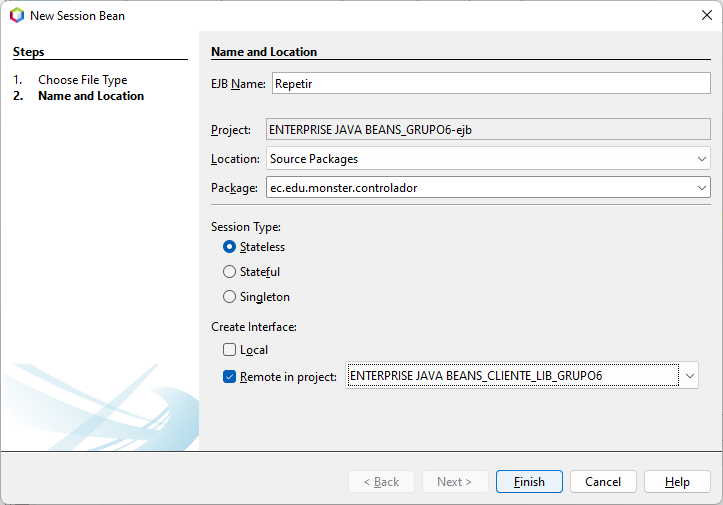 New Session Bean
Steps
1. Choose File Type
2. Name and Location
Name and Location
EJB Name: Repetir
Project: ENTERPRISE JAVA BEANS_GRUPO6-ejb
Location: Source Packages
Package: ec.edu.monster.controlador
Session Type:
Stateless
Stateful
Singleton
Create Interface:
Local
Remote in project: ENTERPRISE JAVA BEANS_CLIENTE_LIB_GRUPO6
< Back Next > Finish Cancel Help